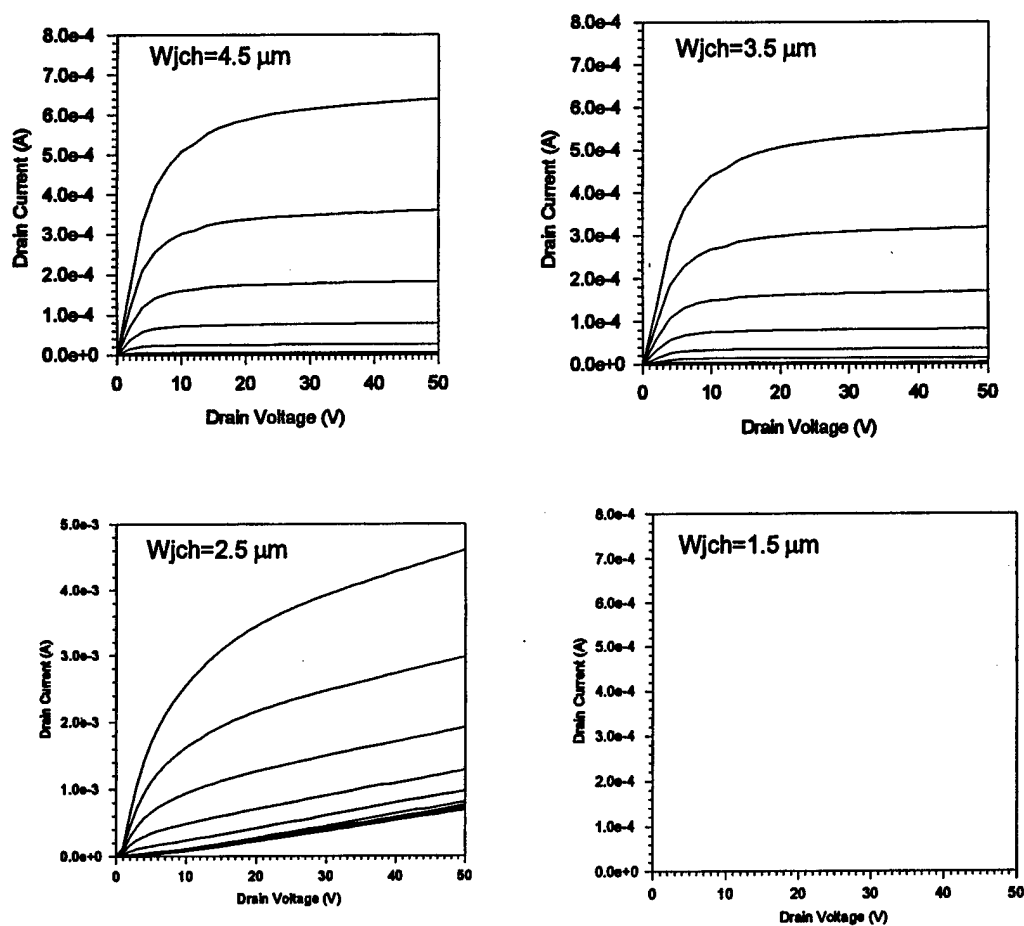 Wjch=4.5 µm
Drain Current (A)
8.0e-4
7.0e-4
6.0e-4
5.0e-4
4.0e-4
3.0e-4
2.0e-4
1.0e-4
0.0e+0
0 10 20 30 40 50
Drain Voltage (V)
Wjch=3.5 µm
Drain Current (A)
8.0e-4
7.0e-4
6.0e-4
5.0e-4
4.0e-4
3.0e-4
2.0e-4
1.0e-4
0.0e+0
0 10 20 30 40 50
Drain Voltage (V)
Wjch=2.5 µm
Drain Current (A)
5.0e-3
4.0e-3
3.0e-3
2.0e-3
1.0e-3
0.0e+0
0 10 20 30 40 50
Drain Voltage (V)
Wjch=1.5 µm
Drain Current (A)
8.0e-4
7.0e-4
6.0e-4
5.0e-4
4.0e-4
3.0e-4
2.0e-4
1.0e-4
0.0e+0
0 10 20 30 40 50
Drain Voltage (V)